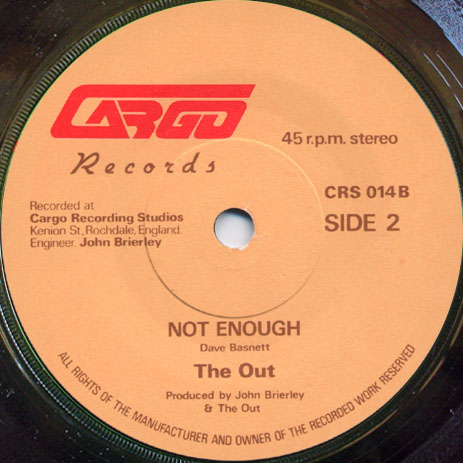 CARGO
Records
45 r.p.m. stereo
CRS 014 B
SIDE 2
Recorded at
Cargo Recording Studios
Kenion St, Rochdale, England.
Engineer. John Brierley
NOT ENOUGH
Dave Basnett
The Out
Produced by John Brierley
& The Out
ALL RIGHTS OF THE MANUFACTURER AND OWNER OF THE RECORDED WORK RESERVED